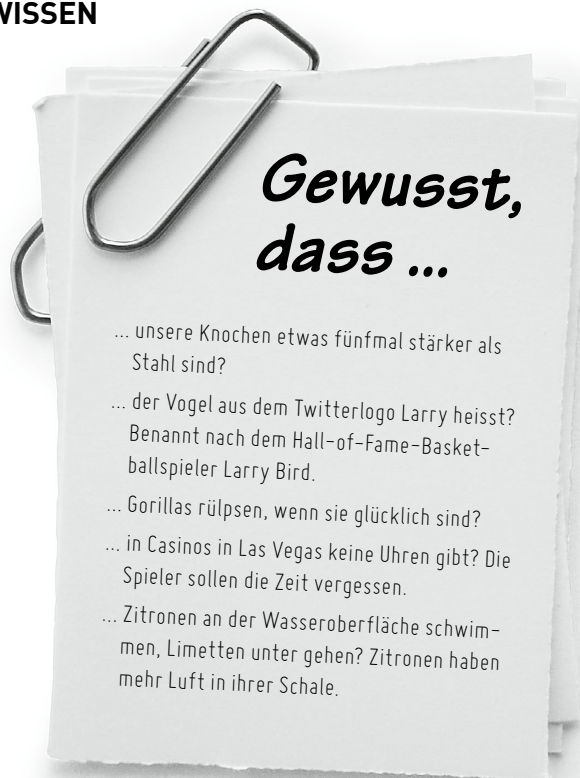 WISSEN
Gewusst,
dass ...
... unsere Knochen etwas fünfmal stärker als
Stahl sind?
... der Vogel aus dem Twitterlogo Larry heisst?
Benannt nach dem Hall-of-Fame-Basket-
ballspieler Larry Bird.
... Gorillas rülpsen, wenn sie glücklich sind?
... in Casinos in Las Vegas keine Uhren gibt? Die
Spieler sollen die Zeit vergessen.
... Zitronen an der Wasseroberfläche schwim-
men, Limetten unter gehen? Zitronen haben
mehr Luft in ihrer Schale.